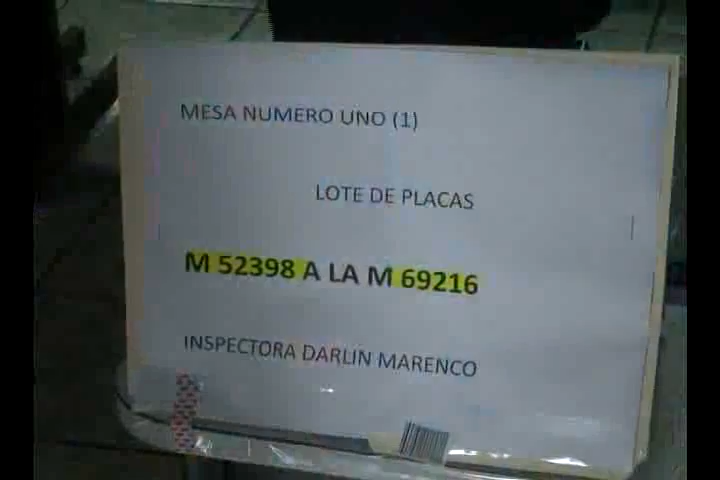 MESA NUMERO UNO (1)
LOTE DE PLACAS
M 52398 A LA M 69216
INSPECTORA DARLIN MARENCO